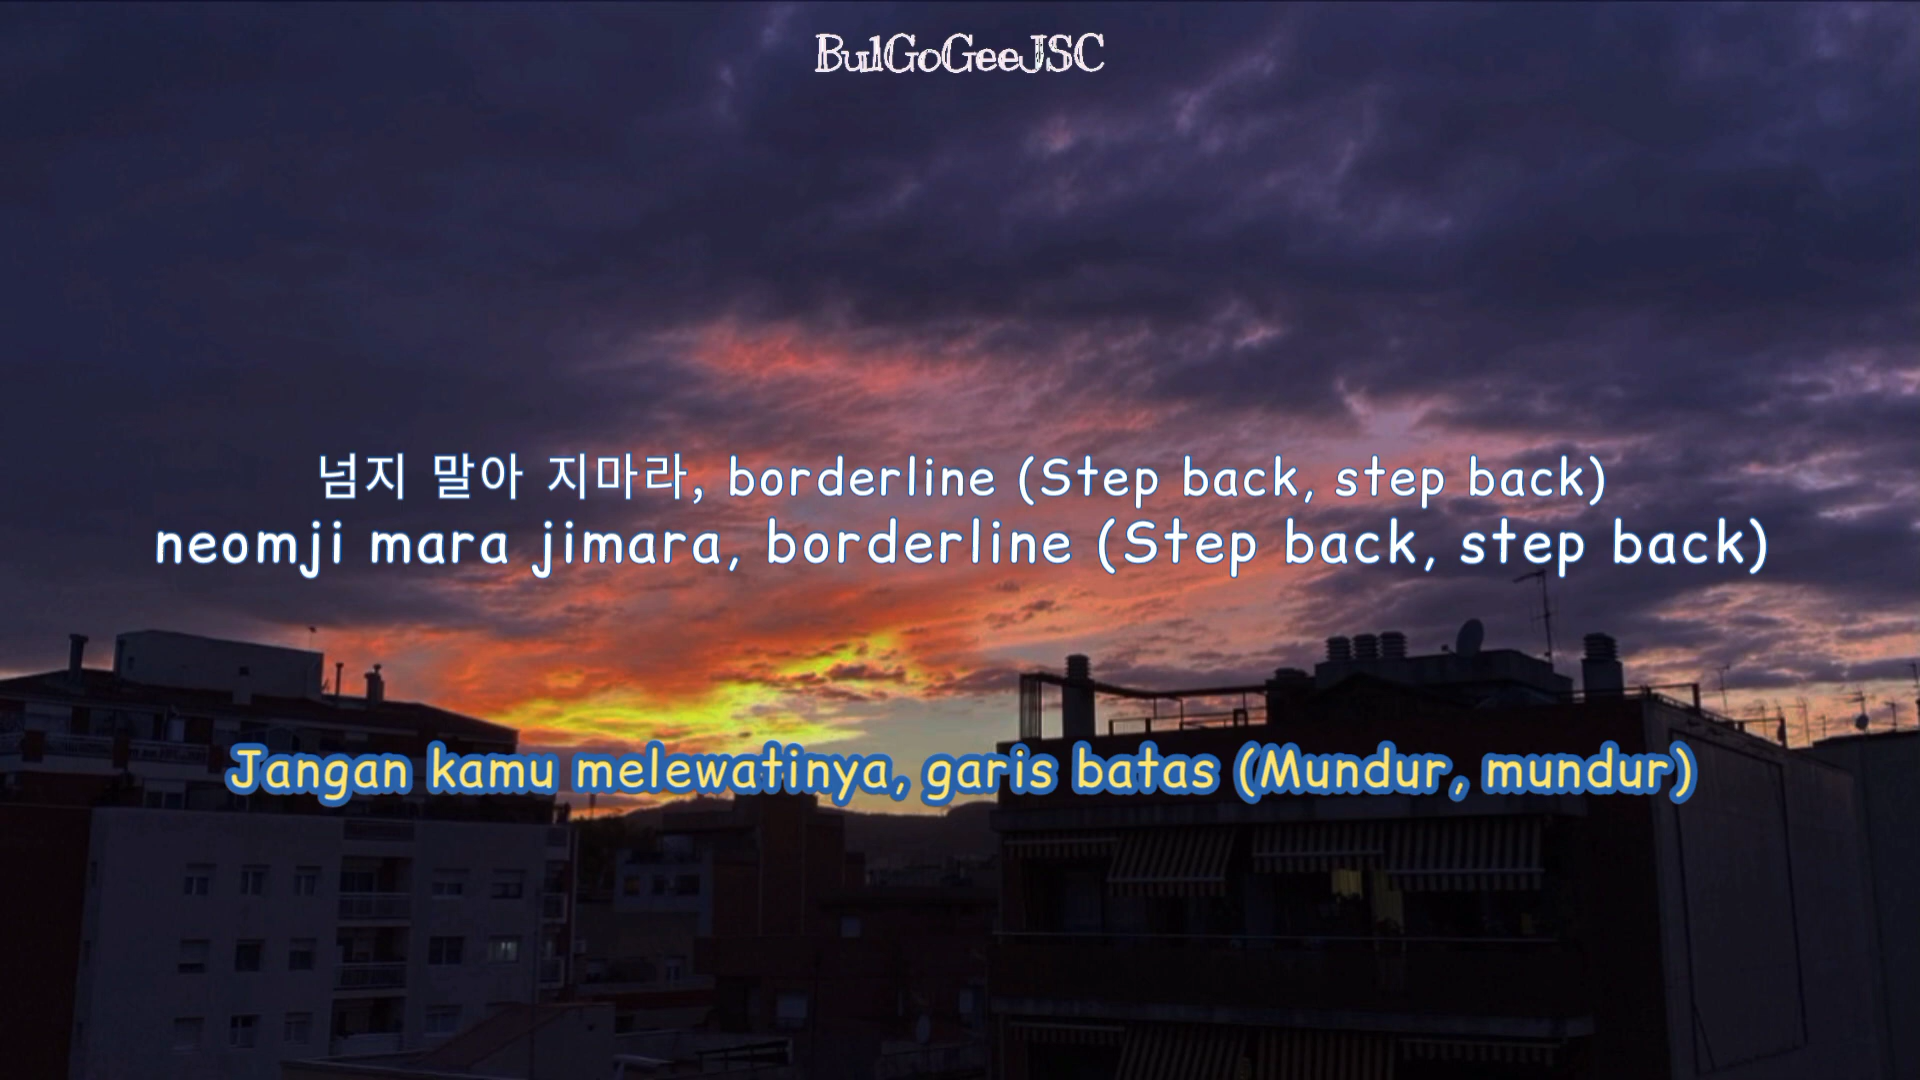 BulGoGeeJSC
넘지 말아 지마라, borderline (Step back, step back)
neomji mara jimara, borderline (Step back, step back)
Jangan kamu melewatinya, garis batas (Mundur, mundur)